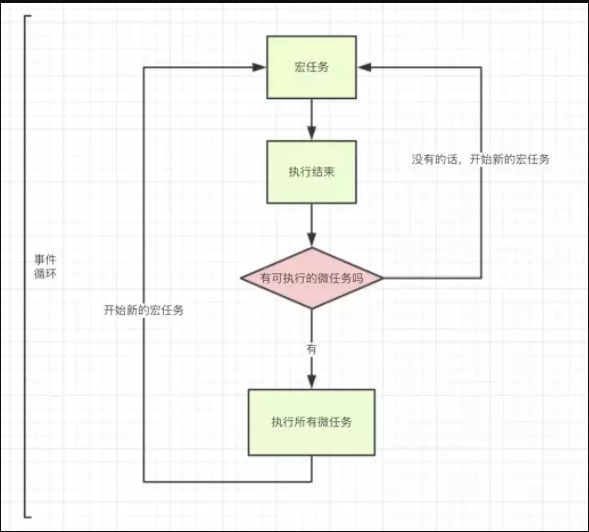 宏任务
执行结束
没有的话，开始新的宏任务
事件
循环
有可执行的微任务吗
开始新的宏任务
有
执行所有微任务